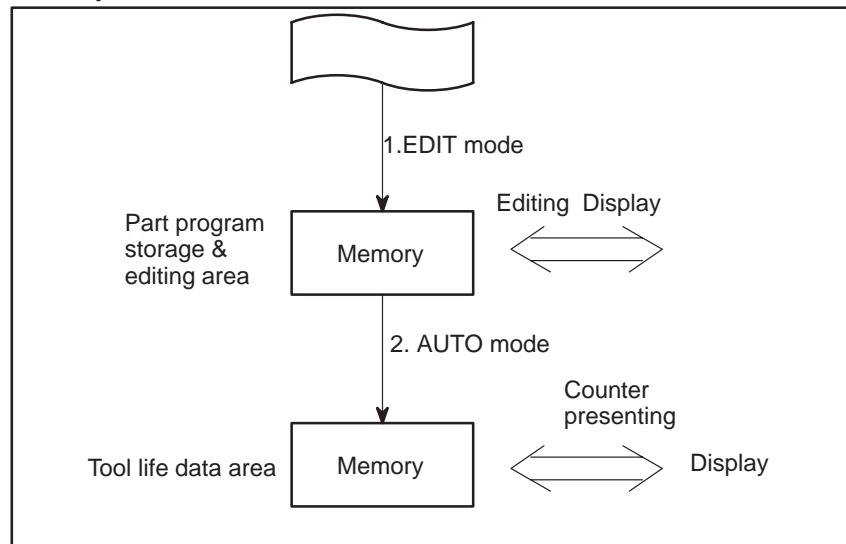 1.EDIT mode
Part program
storage &
editing area
Memory
Editing Display
2. AUTO mode
Tool life data area
Memory
Counter
presenting
Display